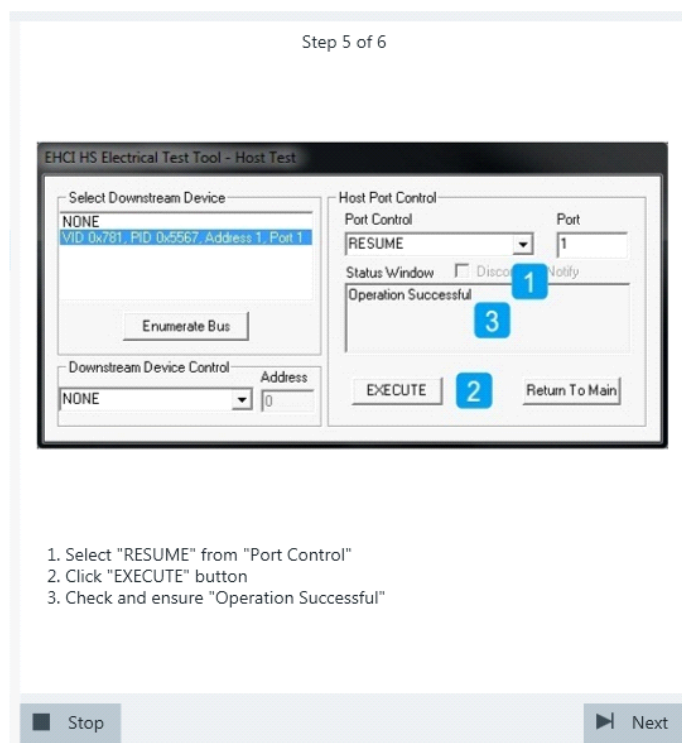 Step 5 of 6
EHCI HS Electrical Test Tool - Host Test
Select Downstream Device
NONE
VID 0x781, PID 0x5567, Address 1, Port 1
Enumerate Bus
Downstream Device Control
Address
NONE
0
Host Port Control
Port Control
Port
RESUME
1
Status Window
Notify
1
Operation Successful
3
EXECUTE
2
Return To Main
1. Select "RESUME" from "Port Control"
2. Click "EXECUTE" button
3. Check and ensure "Operation Successful"
Stop
Next